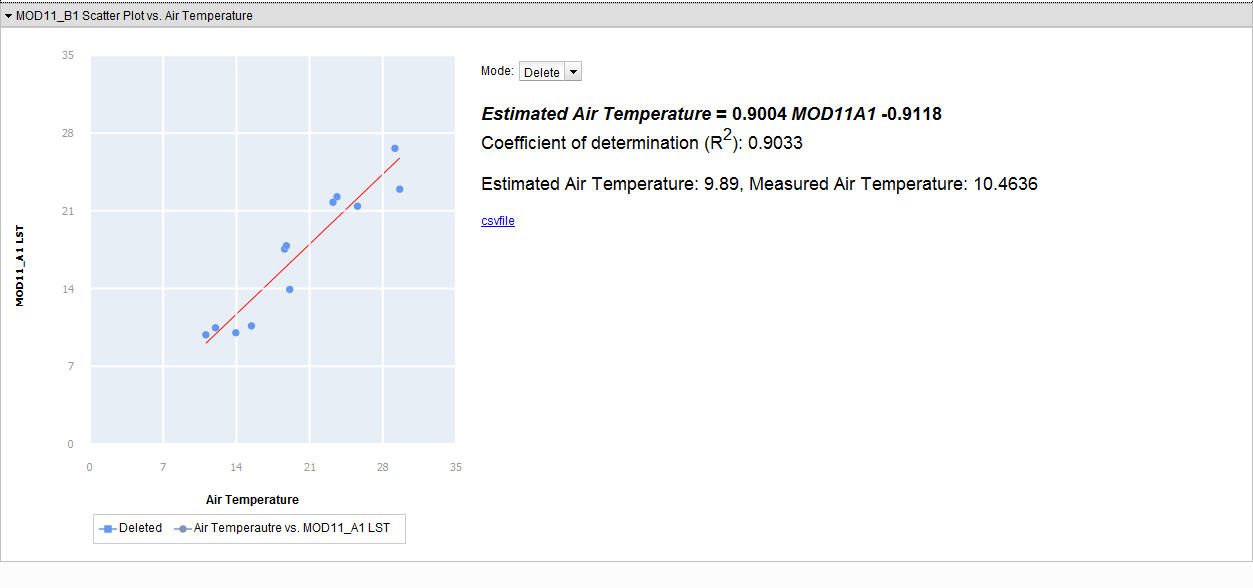 MOD11_B1 Scatter Plot vs. Air Temperature
35
28
21
14
7
0
MOD11_A1 LST
0 7 14 21 28 35
Air Temperature
Deleted Air Temperautre vs. MOD11_A1 LST
Mode: Delete
Estimated Air Temperature = 0.9004 MOD11A1 -0.9118
Coefficient of determination (R2): 0.9033
Estimated Air Temperature: 9.89, Measured Air Temperature: 10.4636
csvfile